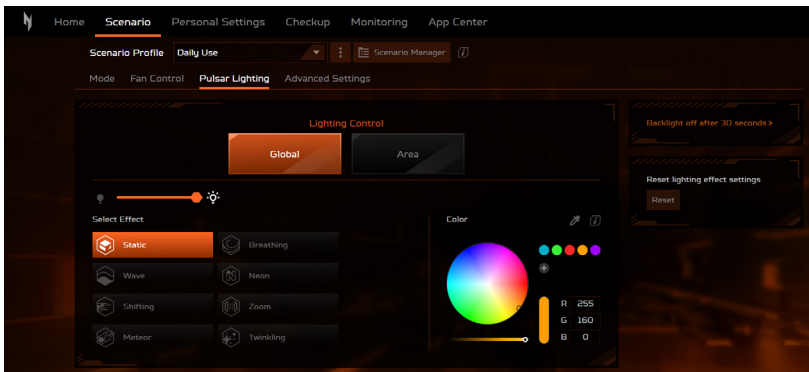 Home Scenario Personal Settings Checkup Monitoring App Center
Scenario Profile Daily Use Scenario Manager
Mode Fan Control Pulsar Lighting Advanced Settings
Lighting Control
Global Area
Select Effect
Static Breathing
Wave Neon
Shifting Zoom
Meteor Twinkling
Color
R 255
G 160
B 0
Backlight off after 30 seconds >
Reset lighting effect settings
Reset